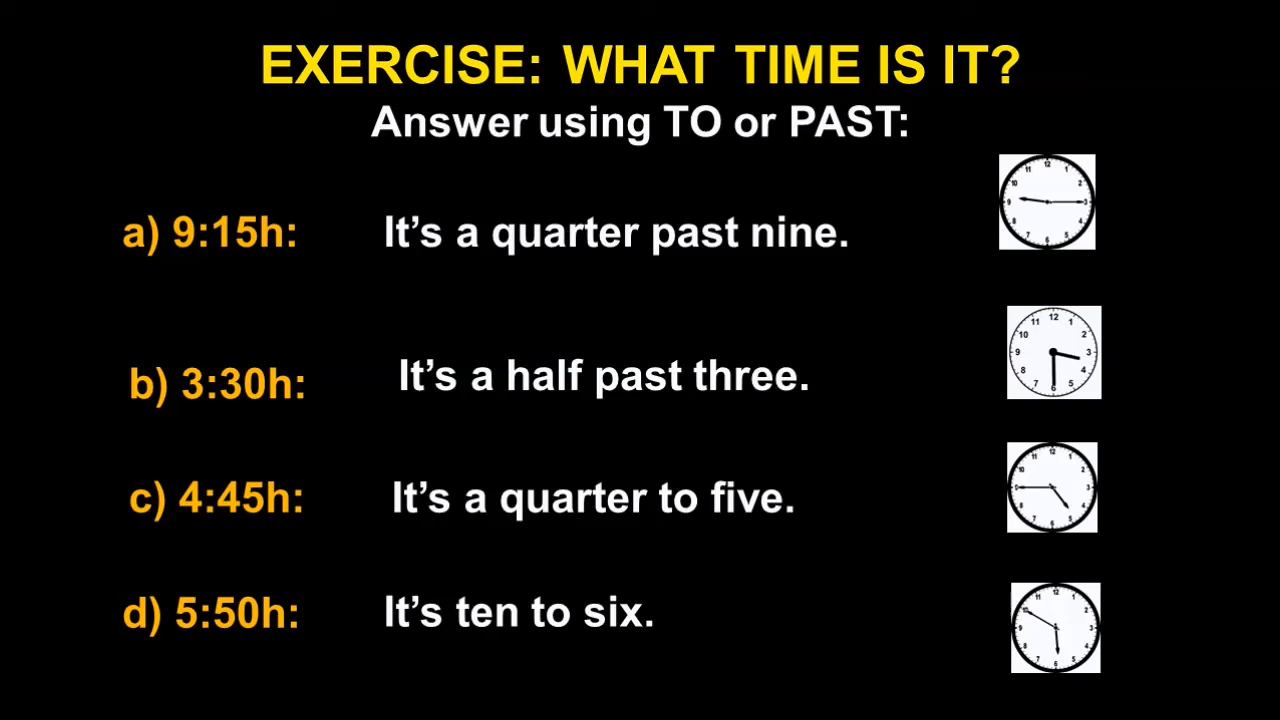 EXERCISE: WHAT TIME IS IT?
Answer using TO or PAST:
a) 9:15h: It’s a quarter past nine.
b) 3:30h: It’s a half past three.
c) 4:45h: It’s a quarter to five.
d) 5:50h: It’s ten to six.